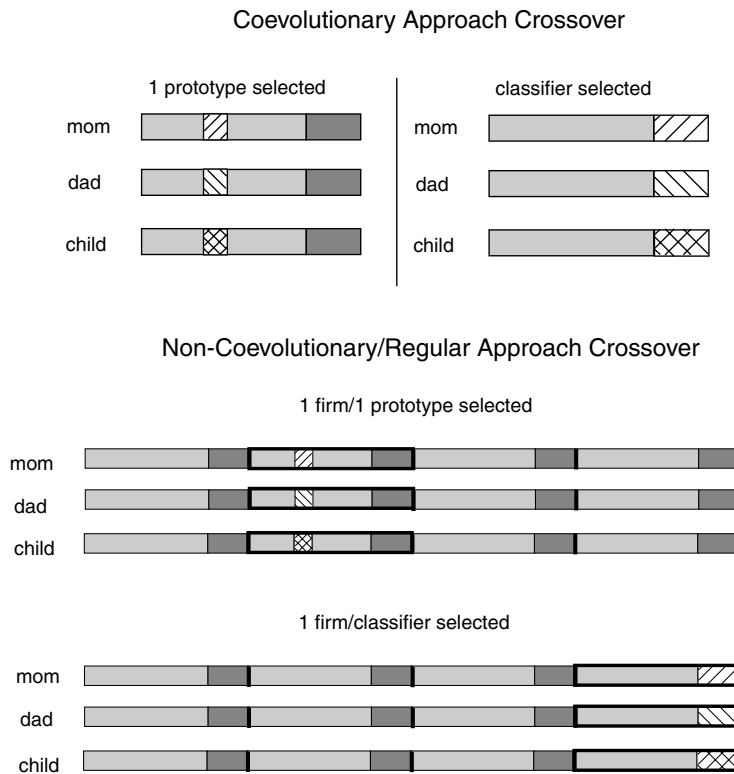 Coevolutionary Approach Crossover
1 prototype selected
mom
dad
child
classifier selected
mom
dad
child
Non-Coevolutionary/Regular Approach Crossover
1 firm/1 prototype selected
mom
dad
child
1 firm/classifier selected
mom
dad
child